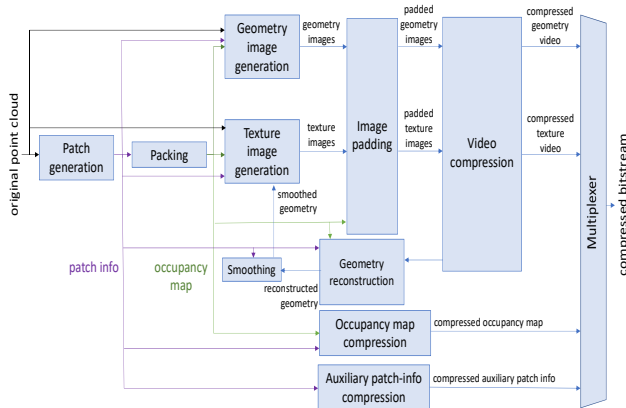 original point cloud
Patch
generation
Packing
Geometry
image
generation
geometry
images
Texture
image
generation
texture
images
Image
padding
padded
geometry
images
padded
texture
images
Video
compression
compressed
geometry
video
compressed
texture
video
Multiplexer
compressed bitstream
smoothed
geometry
patch info
occupancy
map
Smoothing
reconstructed
geometry
Geometry
reconstruction
Occupancy map
compression
compressed occupancy map
Auxiliary patch-info
compression
compressed auxiliary patch info